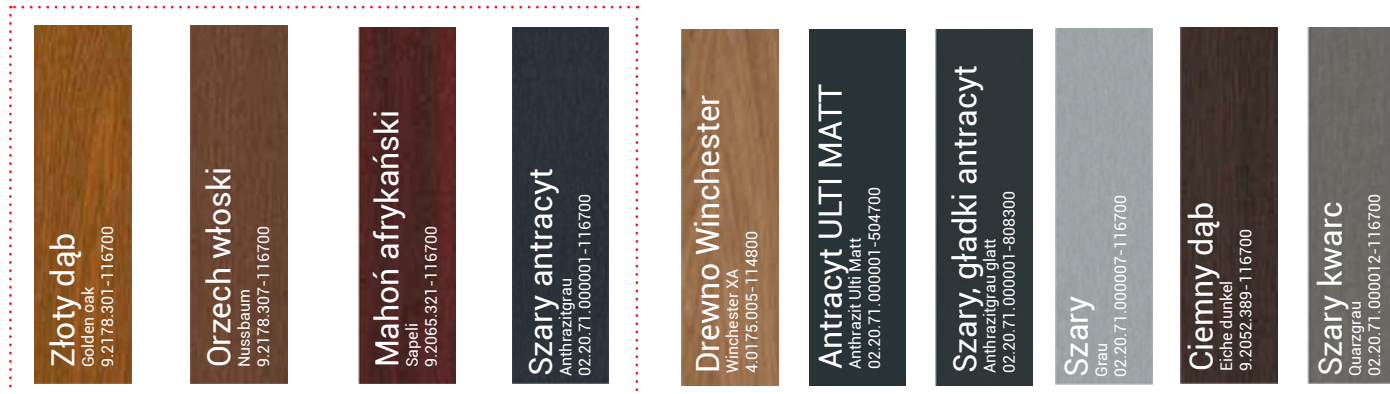 Złoty dąb
Golden oak
9.2178.301-116700
Orzech włoski
Nussbaum
9.2178.307-116700
Mahoń afrykański
Sapeli
9.2065.321-116700
Szary antracyt
Anthrazitgrau
02.20.71.000001-116700
Drewno Winchester
Winchester XA
4.0175.005-114800
Antracyt ULTI MATT
Anthrazit Ulti Matt
02.20.71.000001-504700
Szary, gładki antracyt
Anthrazitgrau glatt
02.20.71.000001-808300
Szary
Grau
02.20.71.000007-116700
Ciemny dąb
Eiche dunkel
9.2052.389-116700
Szary kwarc
Quarzgrau
02.20.71.000012-116700